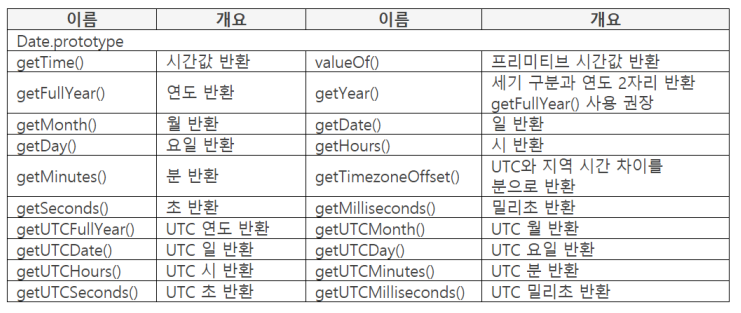 이름 개요 이름 개요
Date.prototype
getTime() 시간값 반환 valueOf() 프리미티브 시간값 반환
getFullYear() 연도 반환 getYear() 세기 구분과 연도 2자리 반환
getFullYear() 사용 권장
getMonth() 월 반환 getDate() 일 반환
getDay() 요일 반환 getHours() 시 반환
getMinutes() 분 반환 getTimezoneOffset() UTC와 지역 시간 차이를
분으로 반환
getSeconds() 초 반환 getMilliseconds() 밀리초 반환
getUTCFullYear() UTC 연도 반환 getUTCMonth() UTC 월 반환
getUTCDate() UTC 일 반환 getUTCDay() UTC 요일 반환
getUTCHours() UTC 시 반환 getUTCMinutes() UTC 분 반환
getUTCSeconds() UTC 초 반환 getUTCMilliseconds() UTC 밀리초 반환